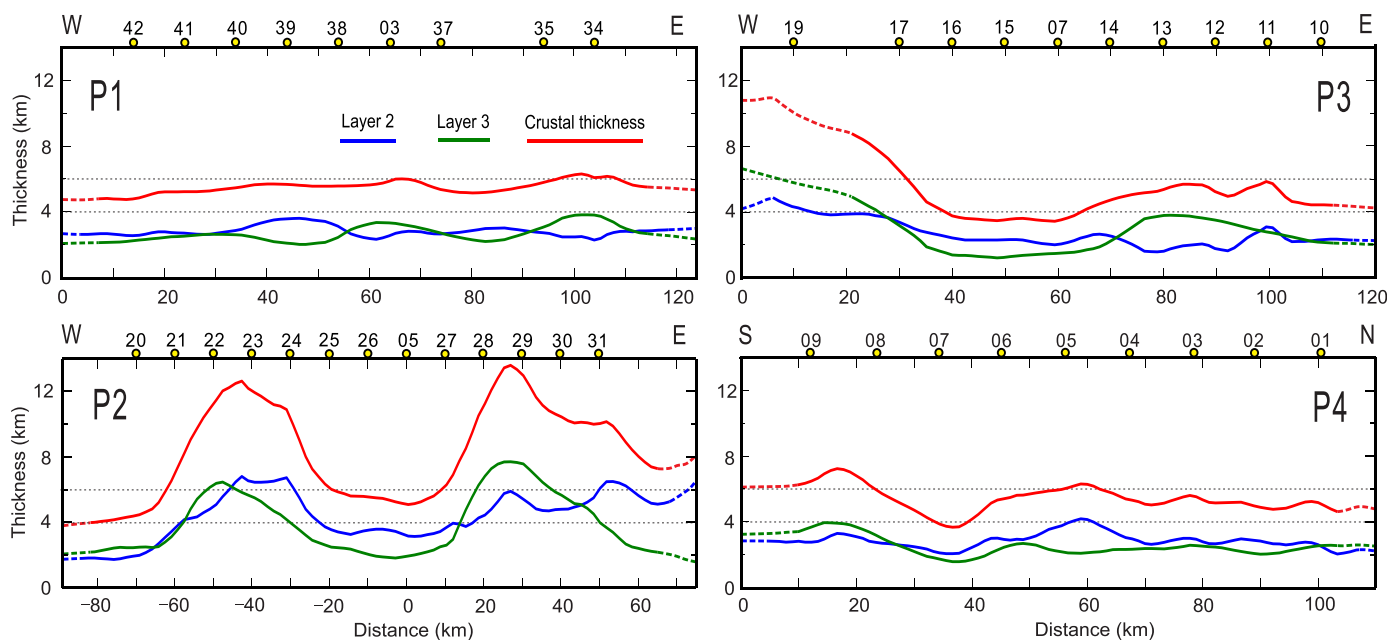 W 42 41 40 39 38 03 37 35 34 E
12
P1
Layer 2 Layer 3 Crustal thickness
Thickness (km)
8
4
0
0 20 40 60 80 100 120
W 19 17 16 15 07 14 13 12 11 10 E
12
P3
Thickness (km)
8
4
0
0 20 40 60 80 100 120
W 20 21 22 23 24 25 26 05 27 28 29 30 31 E
12
P2
Thickness (km)
8
4
0
−80 −60 −40 −20 0 20 40 60
Distance (km)
S 09 08 07 06 05 04 03 02 01 N
12
P4
8
4
0
0 20 40 60 80 100
Distance (km)